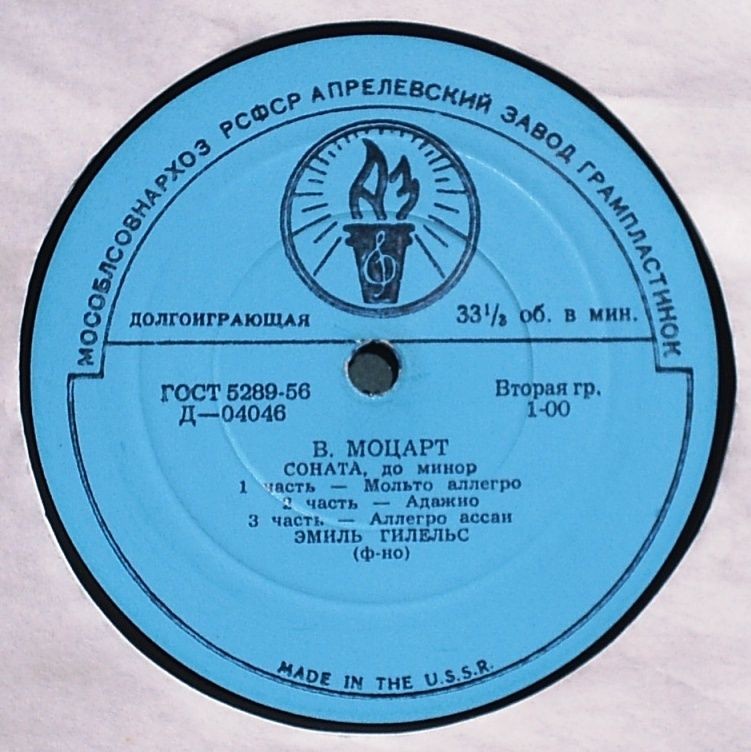 МОСОБЛСОВНАРХОЗ РСФСР АПРЕЛЕВСКИЙ ЗАВОД ГРАМПЛАСТИНОК
АЗ
ДОЛГОИГРАЮЩАЯ 33⅓ об. в мин.
ГОСТ 5289-56 Вторая гр.
Д—04046 1-00
В. МОЦАРТ
СОНАТА, до минор
1 часть — Мольто аллегро
2 часть — Адажио
3 часть — Аллегро ассаи
ЭМИЛЬ ГИЛЕЛЬС
(ф-но)
MADE IN THE U.S.S.R.